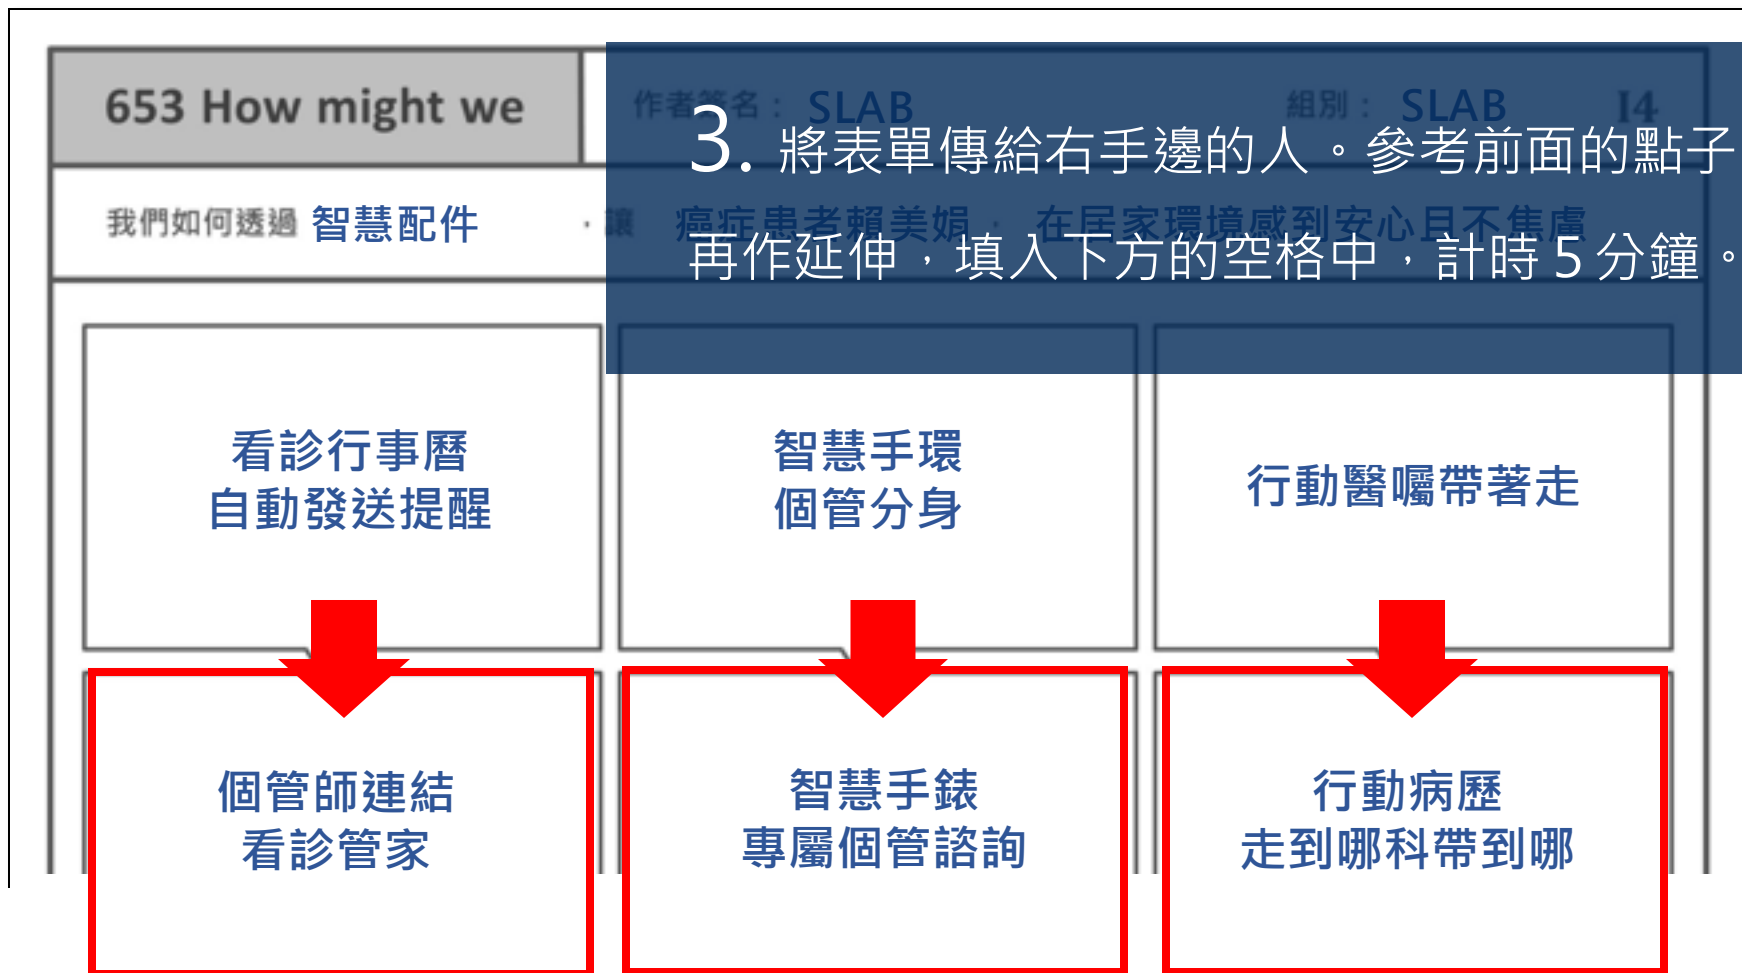 653 How might we
作者簽名： SLAB 組別： SLAB I4
3. 將表單傳給右手邊的人。參考前面的點子
我們如何透過 智慧配件 ，讓 癌症患者賴美娟， 在居家環境感到安心且不焦慮
再作延伸，填入下方的空格中，計時5分鐘。
看診行事曆
自動發送提醒
智慧手環
個管分身
行動醫囑帶著走
個管師連結
看診管家
智慧手錶
專屬個管諮詢
行動病歷
走到哪科帶到哪